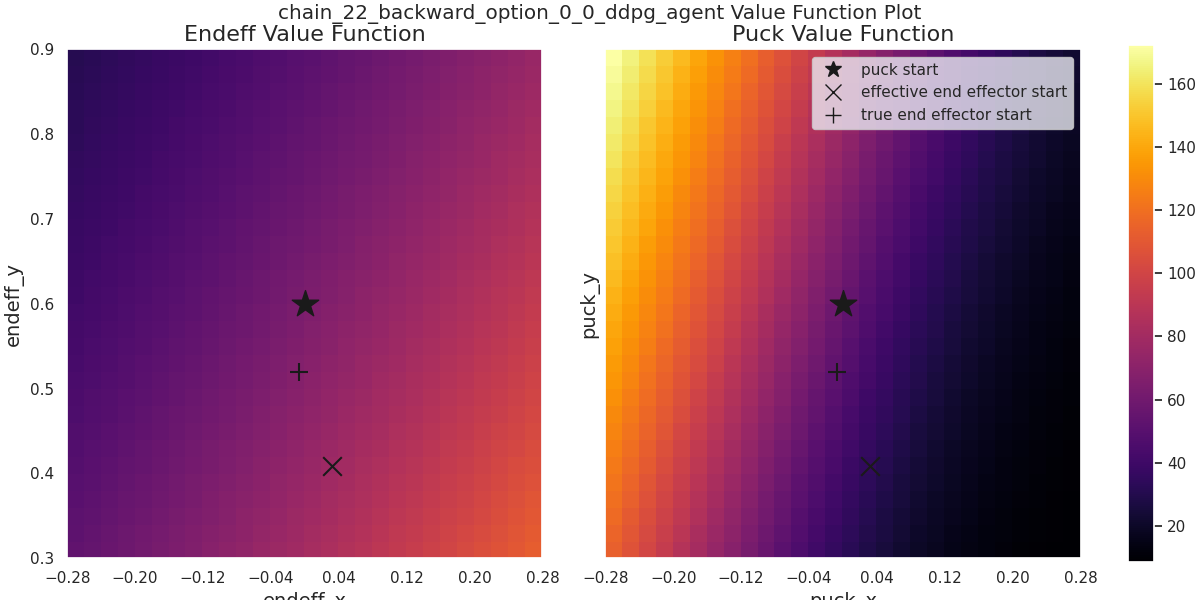 chain_22_backward_option_0_0_ddpg_agent Value Function Plot
Endeff Value Function
Puck Value Function
puck start
effective end effector start
true end effector start
endeff_y
0.9
0.8
0.7
0.6
0.5
0.4
0.3
−0.28 −0.20 −0.12 −0.04 0.04 0.12 0.20 0.28
endeff_x
puck_y
−0.28 −0.20 −0.12 −0.04 0.04 0.12 0.20 0.28
puck_x
160
140
120
100
80
60
40
20